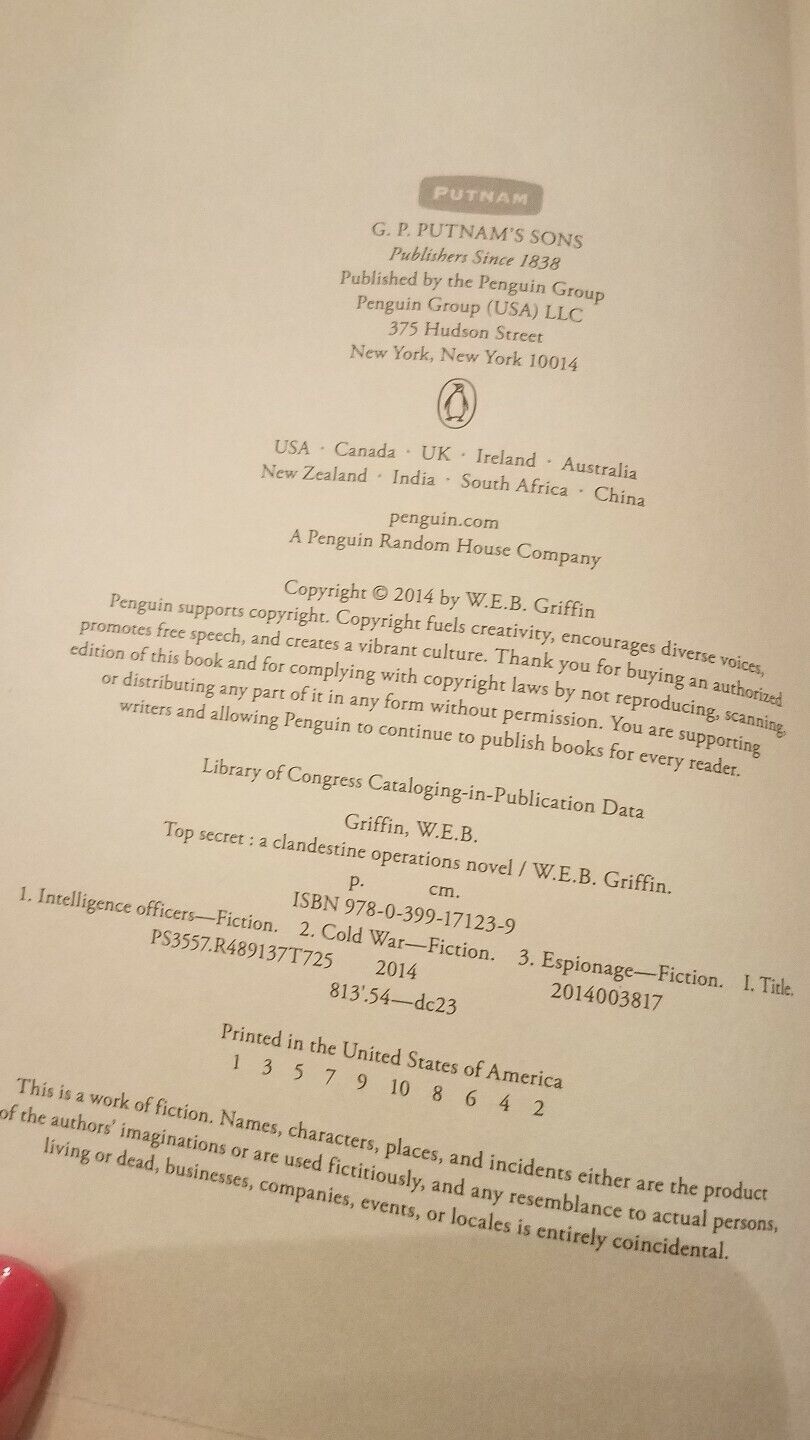 PUTNAM
G. P. PUTNAM'S SONS
Publishers Since 1838
Published by the Penguin Group
Penguin Group (USA) LLC
375 Hudson Street
New York, New York 10014
USA · Canada · UK · Ireland · Australia
New Zealand · India · South Africa · China
penguin.com
A Penguin Random House Company
Copyright © 2014 by W.E.B. Griffin
Penguin supports copyright. Copyright fuels creativity, encourages diverse voices,
promotes free speech, and creates a vibrant culture. Thank you for buying an authorized
edition of this book and for complying with copyright laws by not reproducing, scanning,
or distributing any part of it in any form without permission. You are supporting
writers and allowing Penguin to continue to publish books for every reader.
Library of Congress Cataloging-in-Publication Data
Griffin, W.E.B.
Top secret : a clandestine operations novel / W.E.B. Griffin.
p. cm.
ISBN 978-0-399-17123-9
1. Intelligence officers—Fiction. 2. Cold War—Fiction. 3. Espionage—Fiction. I. Title.
PS3557.R489137T725 2014 2014003817
813'.54—dc23
Printed in the United States of America
1 3 5 7 9 10 8 6 4 2
This is a work of fiction. Names, characters, places, and incidents either are the product
of the authors' imaginations or are used fictitiously, and any resemblance to actual persons,
living or dead, businesses, companies, events, or locales is entirely coincidental.